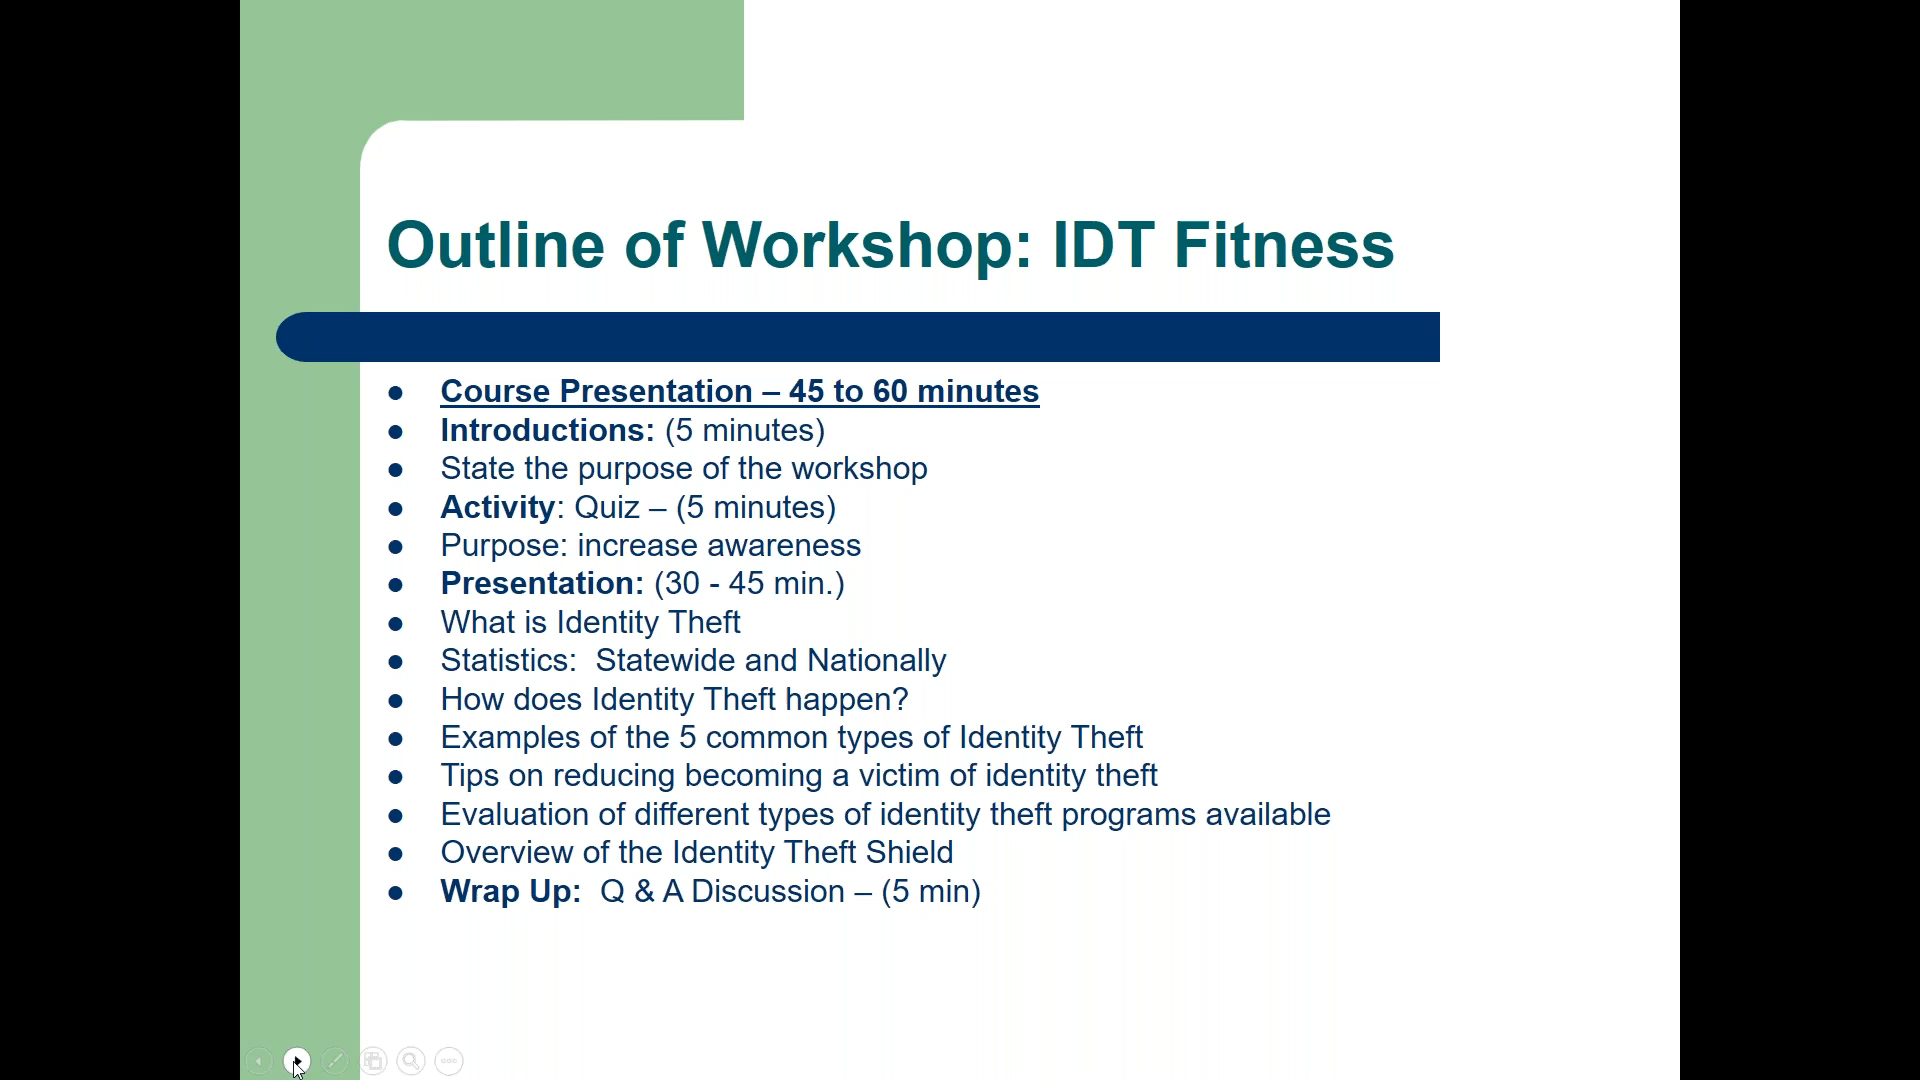 Outline of Workshop: IDT Fitness
Course Presentation – 45 to 60 minutes
Introductions: (5 minutes)
State the purpose of the workshop
Activity: Quiz – (5 minutes)
Purpose: increase awareness
Presentation: (30 - 45 min.)
What is Identity Theft
Statistics:  Statewide and Nationally
How does Identity Theft happen?
Examples of the 5 common types of Identity Theft
Tips on reducing becoming a victim of identity theft
Evaluation of different types of identity theft programs available
Overview of the Identity Theft Shield
Wrap Up:  Q & A Discussion – (5 min)